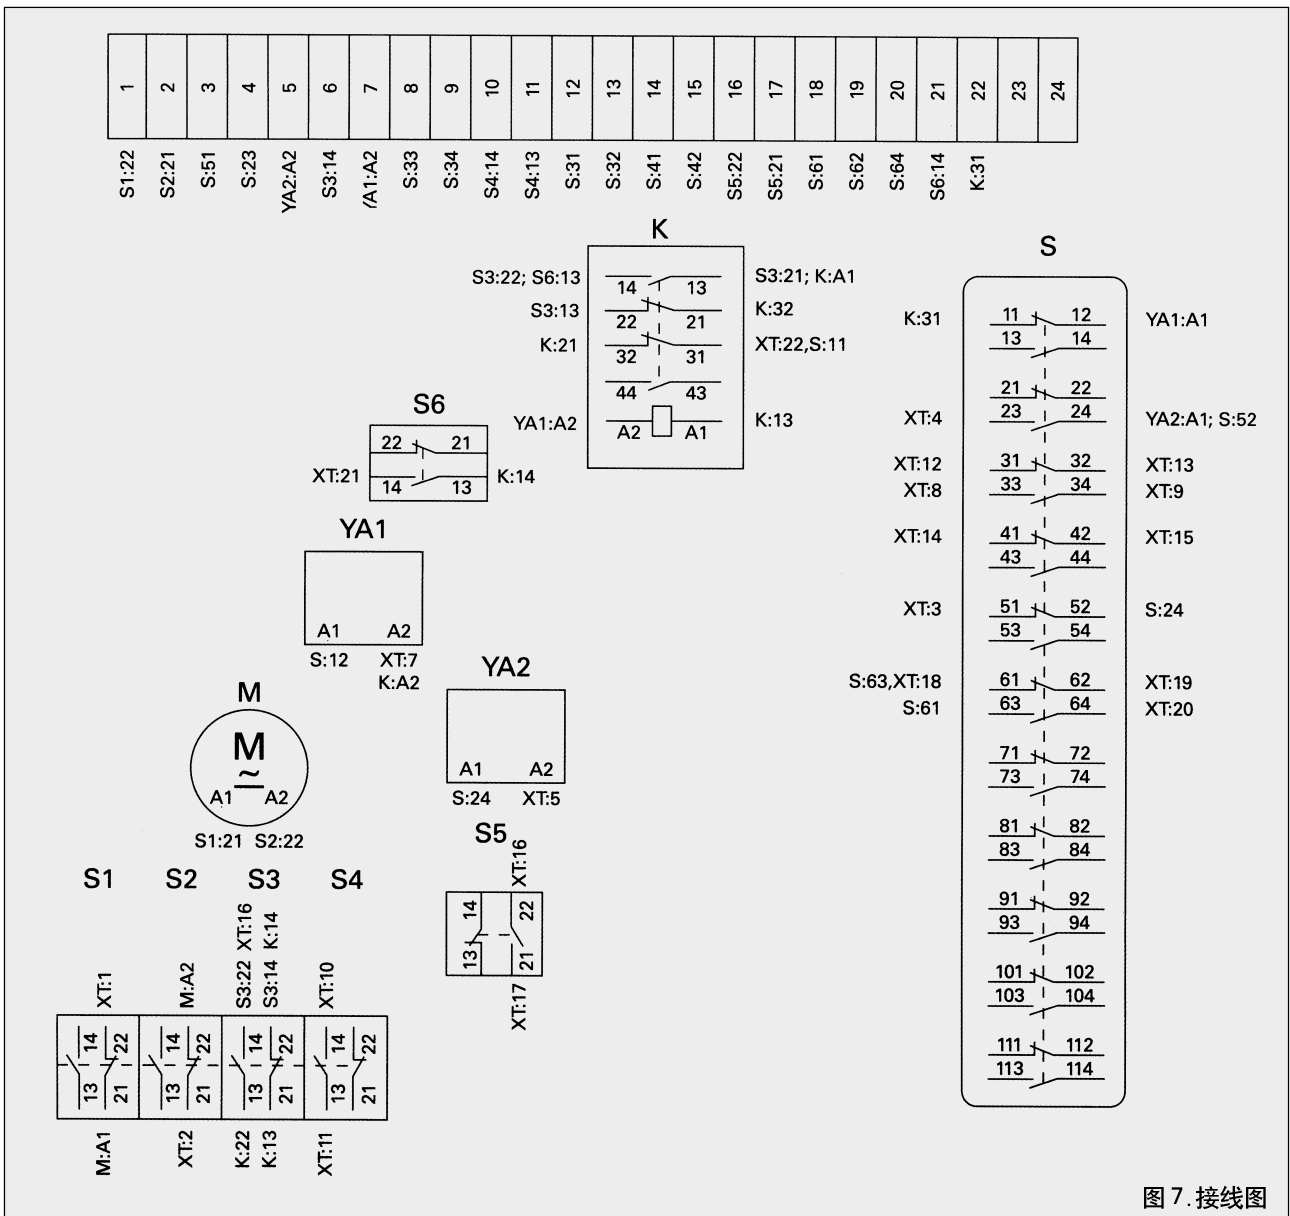 1 2 3 4 5 6 7 8 9 10 11 12 13 14 15 16 17 18 19 20 21 22 23 24
S1:22 S2:21 S:51 S:23 YA2:A2 S3:14 YA1:A2 S:33 S:34 S4:14 S4:13 S:31 S:32 S:41 S:42 S5:22 S5:21 S:61 S:62 S:64 S6:14 K:31
K
S3:22; S6:13 14 13 S3:21; K:A1
S3:13 22 21 K:32
K:21 32 31 XT:22,S:11
44 43
YA1:A2 A2 A1 K:13
S6
22 21
XT:21 14 13 K:14
YA1
A1 A2
S:12 XT:7
K:A2
YA2
A1 A2
S:24 XT:5
M
M
~
A1 A2
S1:21 S2:22
S5
XT:16
14 22
13 21
XT:17
S1 S2 S3 S4
XT:1 M:A2 S3:22 XT:16 S3:14 K:14 XT:10
14 22 14 22 14 22 14 22
13 21 13 21 13 21 13 21
M:A1 XT:2 K:22 K:13 XT:11
S
K:31 11 12 YA1:A1
13 14
21 22
XT:4 23 24 YA2:A1; S:52
XT:12 31 32 XT:13
XT:8 33 34 XT:9
XT:14 41 42 XT:15
43 44
XT:3 51 52 S:24
53 54
S:63,XT:18 61 62 XT:19
S:61 63 64 XT:20
71 72
73 74
81 82
83 84
91 92
93 94
101 102
103 104
111 112
113 114
图 7.接线图